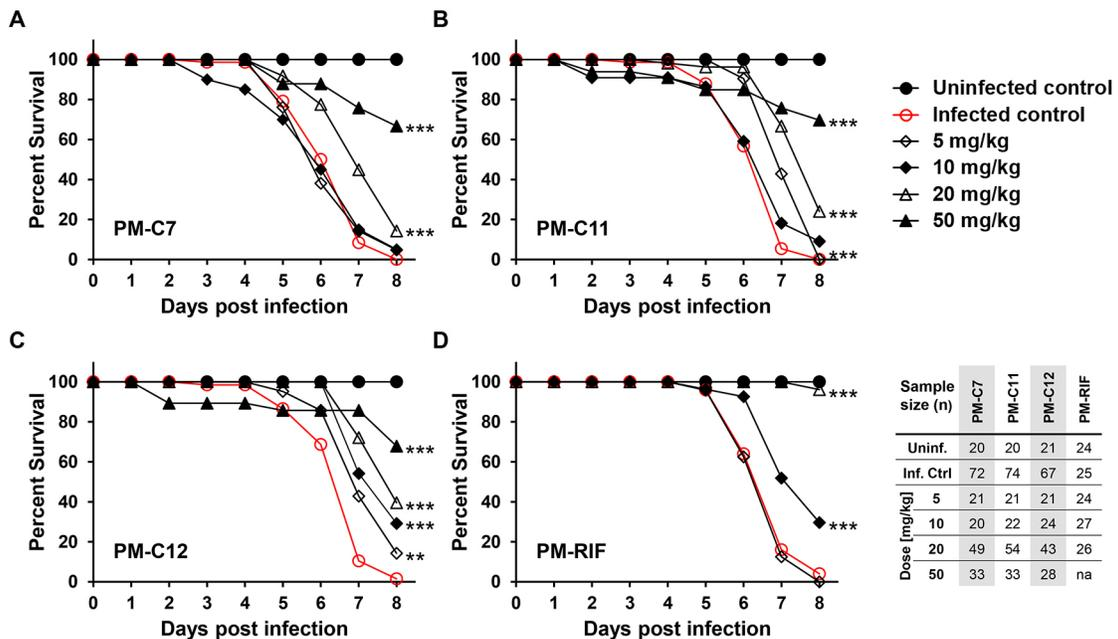 A
Percent Survival
100
80
60
40
20
0
PM-C7
***
***
0 1 2 3 4 5 6 7 8
Days post infection
B
Percent Survival
100
80
60
40
20
0
PM-C11
***
***
***
0 1 2 3 4 5 6 7 8
Days post infection
Uninfected control
Infected control
5 mg/kg
10 mg/kg
20 mg/kg
50 mg/kg
C
Percent Survival
100
80
60
40
20
0
PM-C12
***
***
***
**
0 1 2 3 4 5 6 7 8
Days post infection
D
Percent Survival
100
80
60
40
20
0
PM-RIF
***
***
0 1 2 3 4 5 6 7 8
Days post infection
Sample size (n) PM-C7 PM-C11 PM-C12 PM-RIF
Uninf. 20 20 21 24
Inf. Ctrl 72 74 67 25
Dose [mg/kg]
5 21 21 21 24
10 20 22 24 27
20 49 54 43 26
50 33 33 28 na